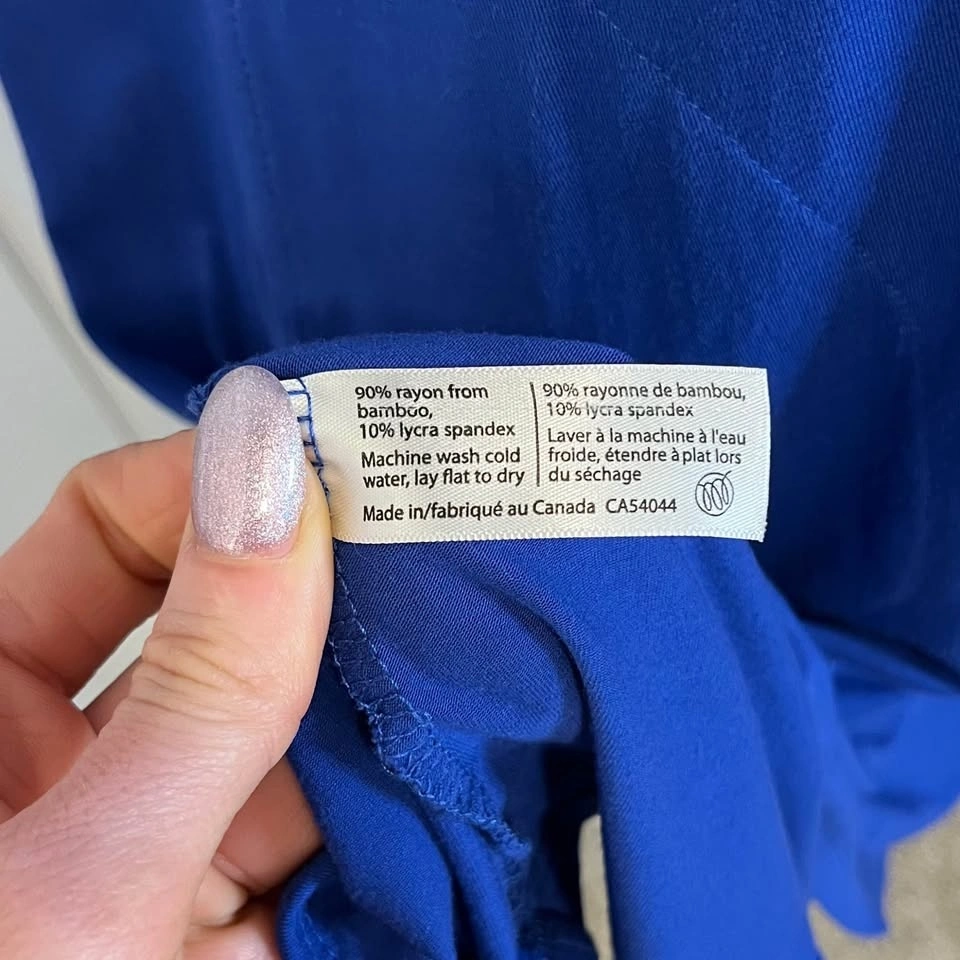 90% rayon from
bamboo,
10% lycra spandex
Machine wash cold
water, lay flat to dry
90% rayonne de bambou,
10% lycra spandex
Laver à la machine à l'eau
froide, étendre à plat lors
du séchage
Made in/fabriqué au Canada CA54044